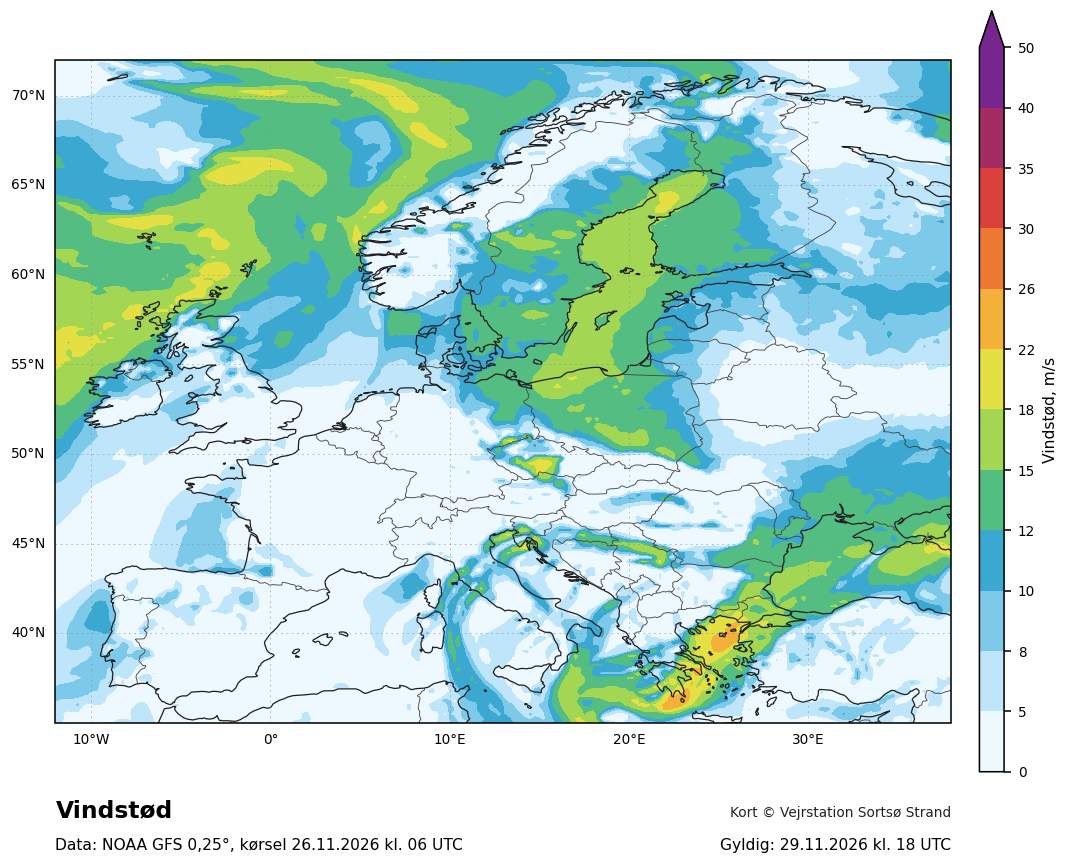 50
40
35
30
26
22
18
15
12
10
8
5
0
Vindstød, m/s
70°N
65°N
60°N
55°N
50°N
45°N
40°N
10°W
0°
10°E
20°E
30°E
Vindstød
Kort © Vejrstation Sortsø Strand
Data: NOAA GFS 0,25°, kørsel 26.11.2026 kl. 06 UTC
Gyldig: 29.11.2026 kl. 18 UTC